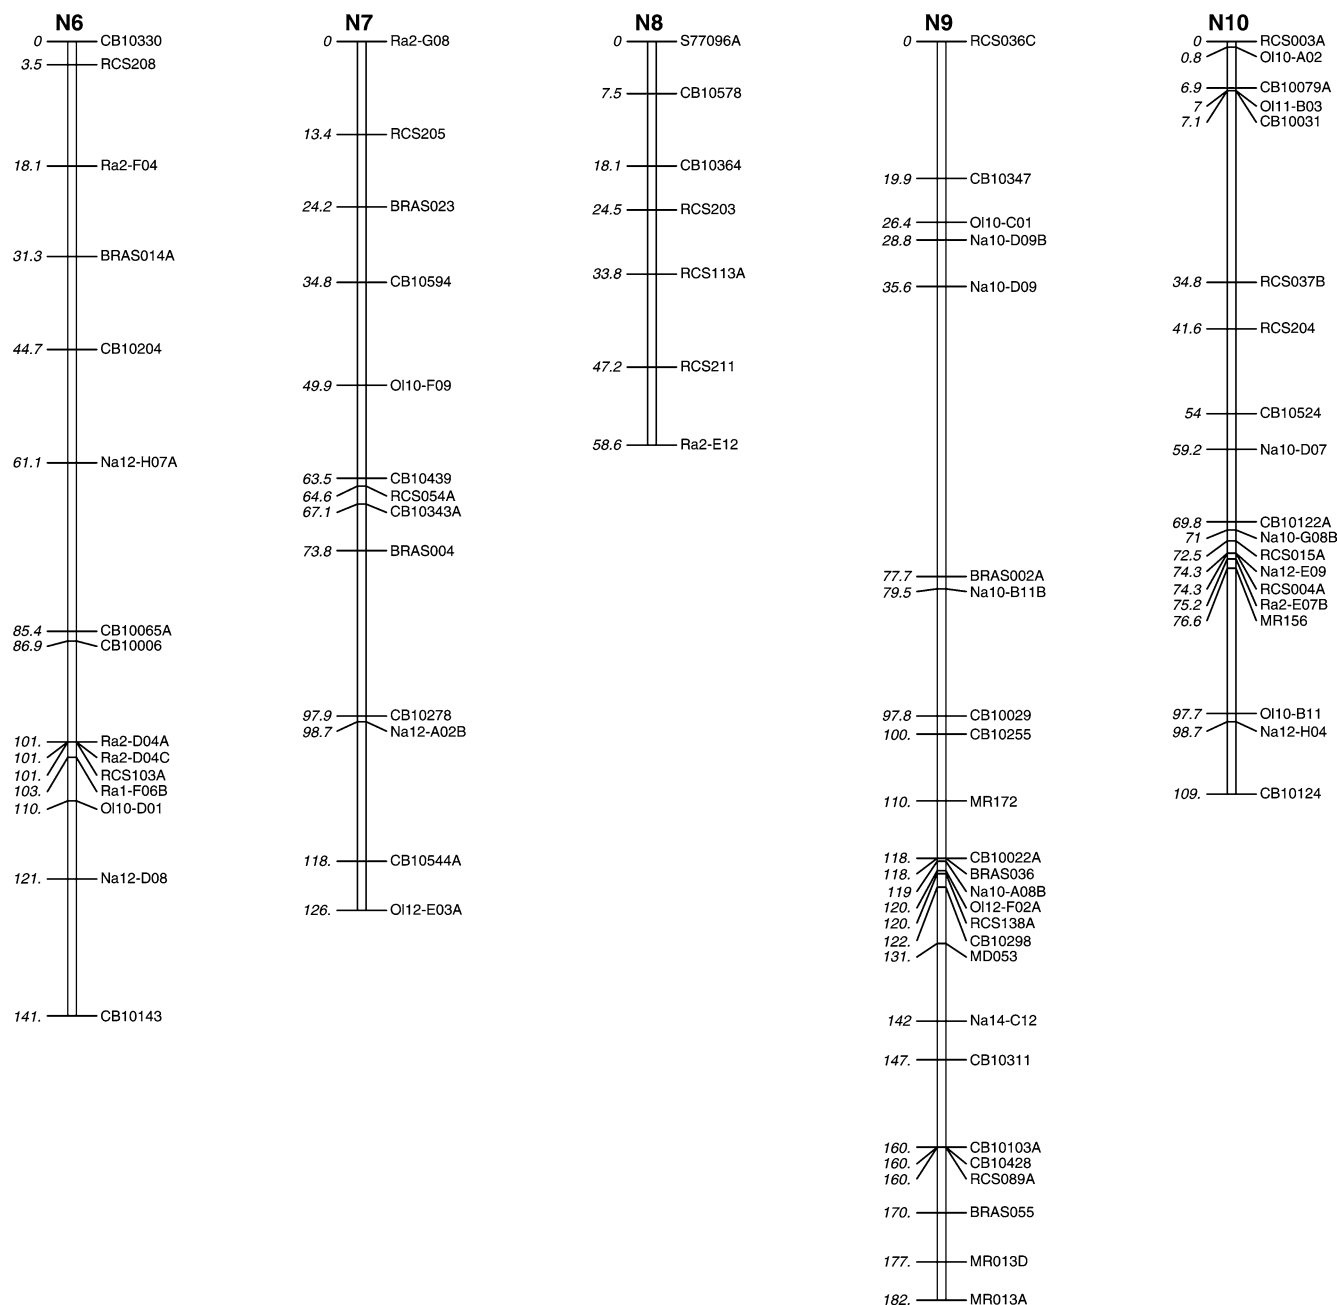 N6
0 CB10330
3.5 RCS208
18.1 Ra2-F04
31.3 BRAS014A
44.7 CB10204
61.1 Na12-H07A
85.4 CB10065A
86.9 CB10006
101. Ra2-D04A
101. Ra2-D04C
101. RCS103A
103. Ra1-F06B
110. Ol10-D01
121. Na12-D08
141. CB10143
N7
0 Ra2-G08
13.4 RCS205
24.2 BRAS023
34.8 CB10594
49.9 Ol10-F09
63.5 CB10439
64.6 RCS054A
67.1 CB10343A
73.8 BRAS004
97.9 CB10278
98.7 Na12-A02B
118. CB10544A
126. Ol12-E03A
N8
0 S77096A
7.5 CB10578
18.1 CB10364
24.5 RCS203
33.8 RCS113A
47.2 RCS211
58.6 Ra2-E12
N9
0 RCS036C
19.9 CB10347
26.4 Ol10-C01
28.8 Na10-D09B
35.6 Na10-D09
77.7 BRAS002A
79.5 Na10-B11B
97.8 CB10029
100. CB10255
110. MR172
118. CB10022A
118. BRAS036
119 Na10-A08B
120. Ol12-F02A
120. RCS138A
122. CB10298
131. MD053
142 Na14-C12
147. CB10311
160. CB10103A
160. CB10428
160. RCS089A
170. BRAS055
177. MR013D
182. MR013A
N10
0 RCS003A
0.8 Ol10-A02
6.9 CB10079A
7 Ol11-B03
7.1 CB10031
34.8 RCS037B
41.6 RCS204
54 CB10524
59.2 Na10-D07
69.8 CB10122A
71 Na10-G08B
72.5 RCS015A
74.3 Na12-E09
74.3 RCS004A
75.2 Ra2-E07B
76.6 MR156
97.7 Ol10-B11
98.7 Na12-H04
109. CB10124